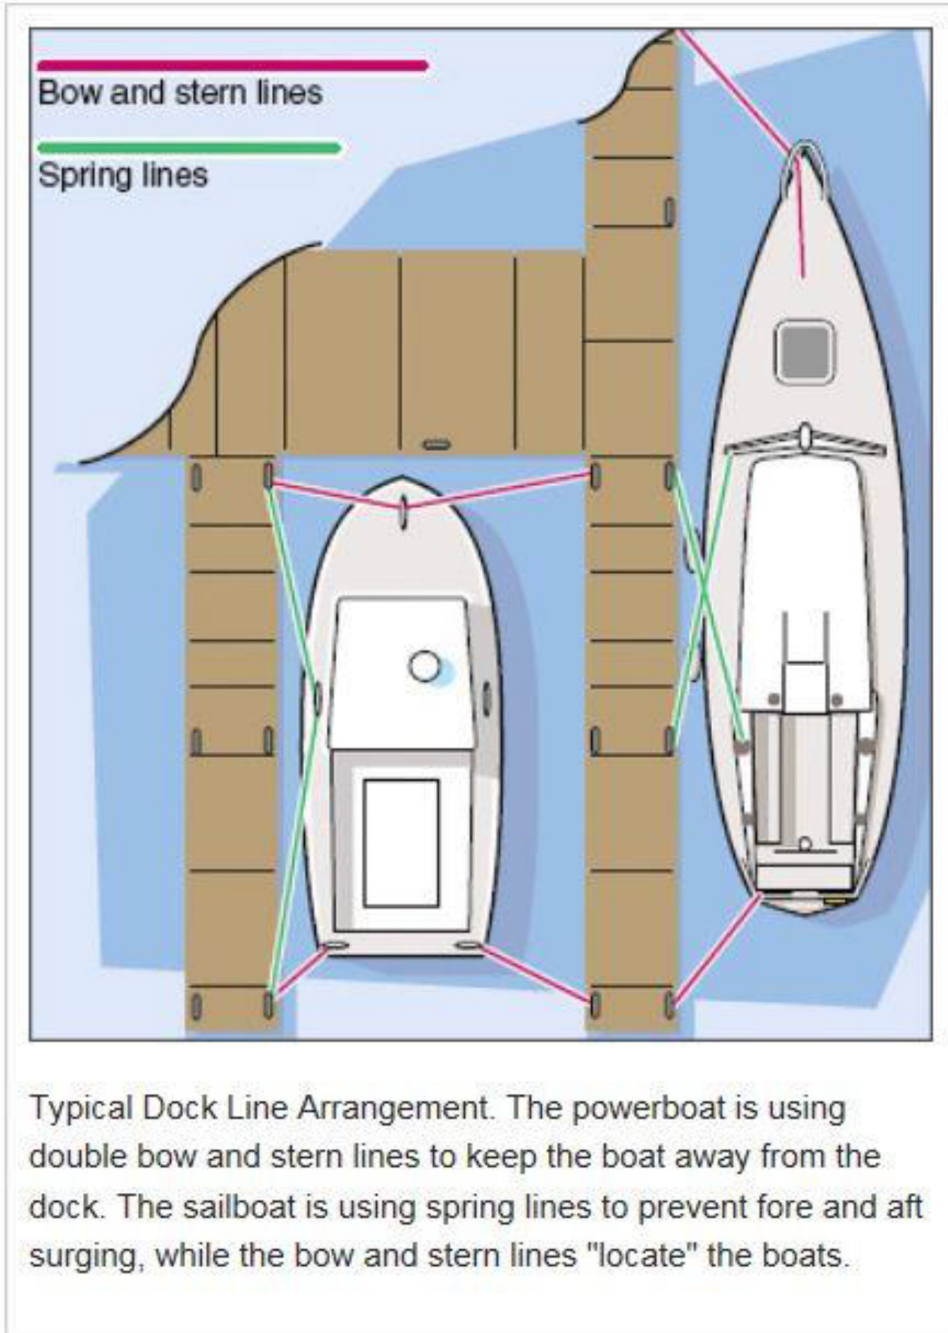 Bow and stern lines
Spring lines
Typical Dock Line Arrangement. The powerboat is using
double bow and stern lines to keep the boat away from the
dock. The sailboat is using spring lines to prevent fore and aft
surging, while the bow and stern lines "locate" the boats.